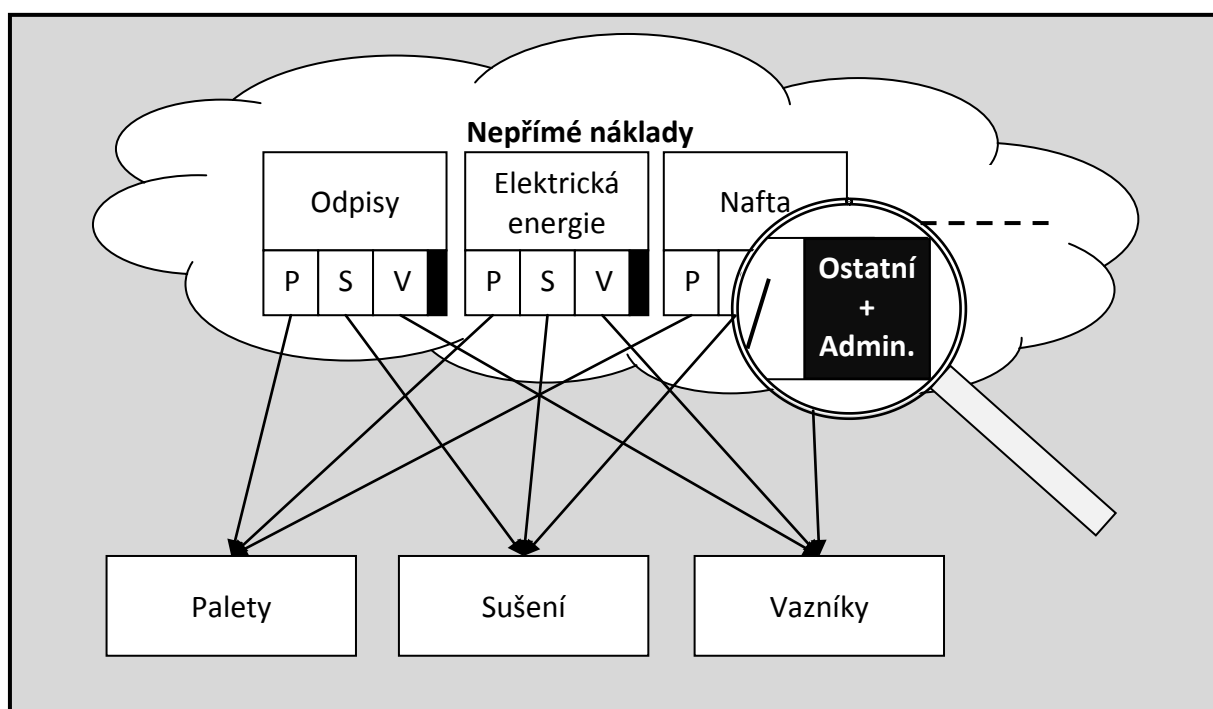 Nepřímé náklady
Odpisy
Elektrická
energie
Nafta
P S V P S V P
Ostatní
+
Admin.
Palety
Sušení
Vazníky